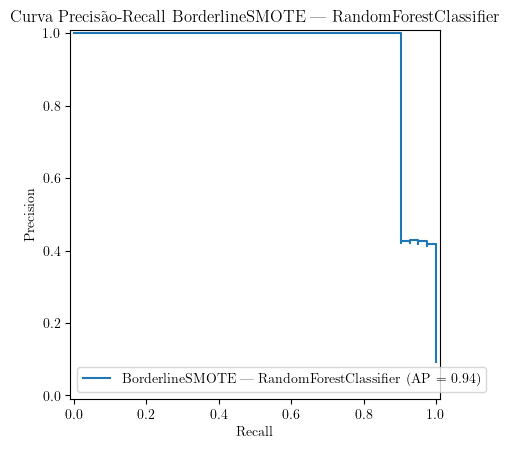 Curva Precisão-Recall BorderlineSMOTE — RandomForestClassifier
1.0
0.8
0.6
0.4
0.2
0.0
Precision
BorderlineSMOTE — RandomForestClassifier (AP = 0.94)
0.0 0.2 0.4 0.6 0.8 1.0
Recall